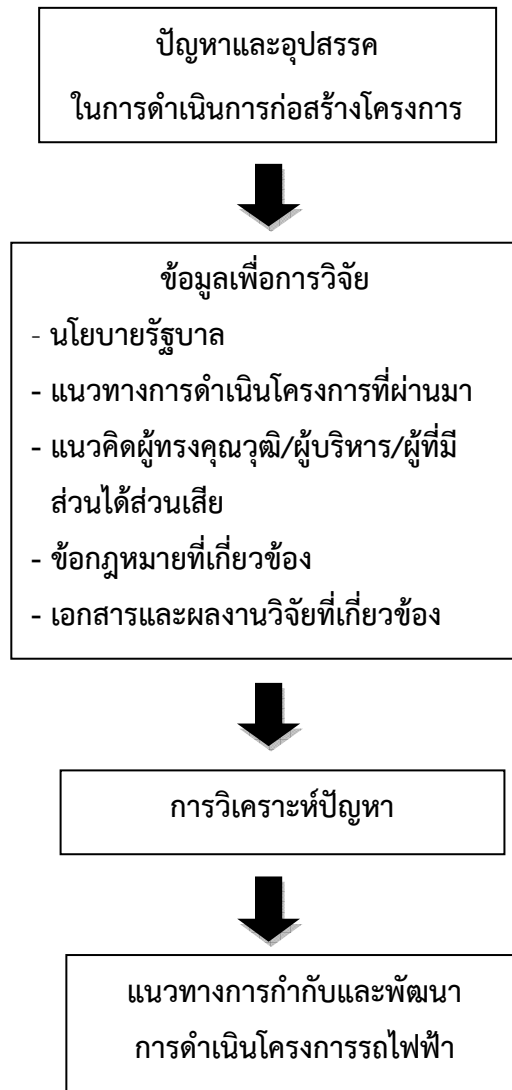 ปัญหาและอุปสรรค
ในการดำเนินการก่อสร้างโครงการ
ข้อมูลเพื่อการวิจัย
- นโยบายรัฐบาล
- แนวทางการดำเนินโครงการที่ผ่านมา
- แนวคิดผู้ทรงคุณวุฒิ/ผู้บริหาร/ผู้ที่มี
ส่วนได้ส่วนเสีย
- ข้อกฎหมายที่เกี่ยวข้อง
- เอกสารและผลงานวิจัยที่เกี่ยวข้อง
การวิเคราะห์ปัญหา
แนวทางการกำกับและพัฒนา
การดำเนินโครงการรถไฟฟ้า